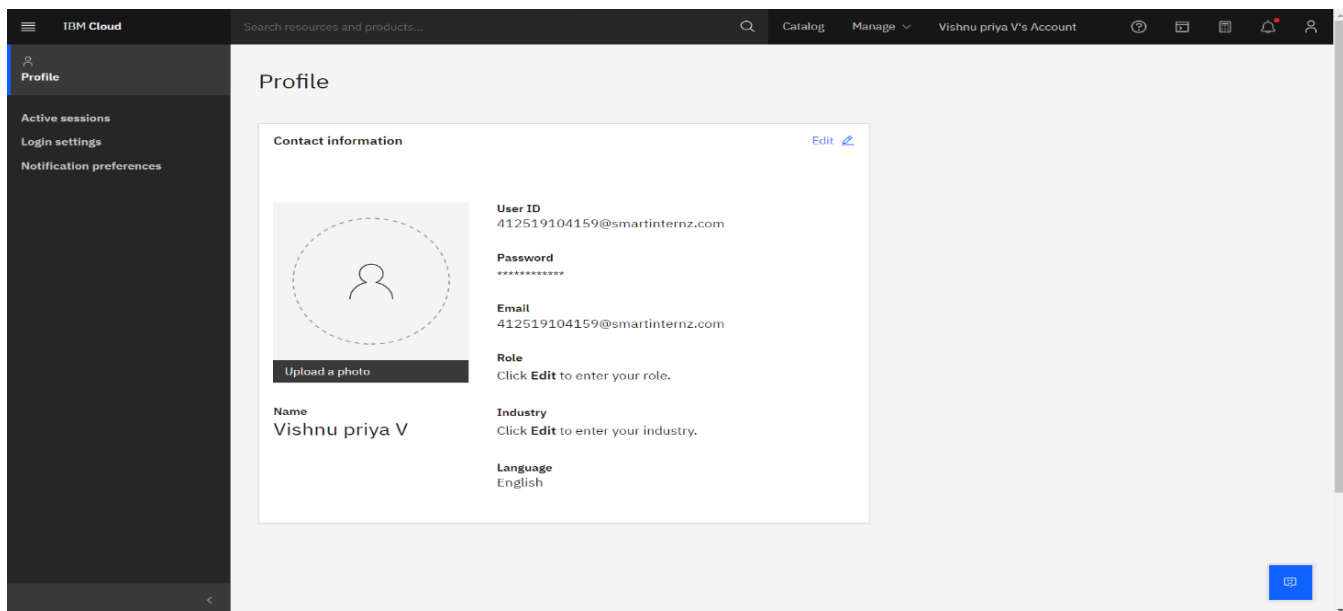 IBM Cloud
Search resources and products...
Catalog
Manage
Vishnu priya V's Account
Profile
Active sessions
Login settings
Notification preferences
Profile
Contact information
Edit
Upload a photo
Name
Vishnu priya V
User ID
412519104159@smartinternz.com
Password
************
Email
412519104159@smartinternz.com
Role
Click Edit to enter your role.
Industry
Click Edit to enter your industry.
Language
English